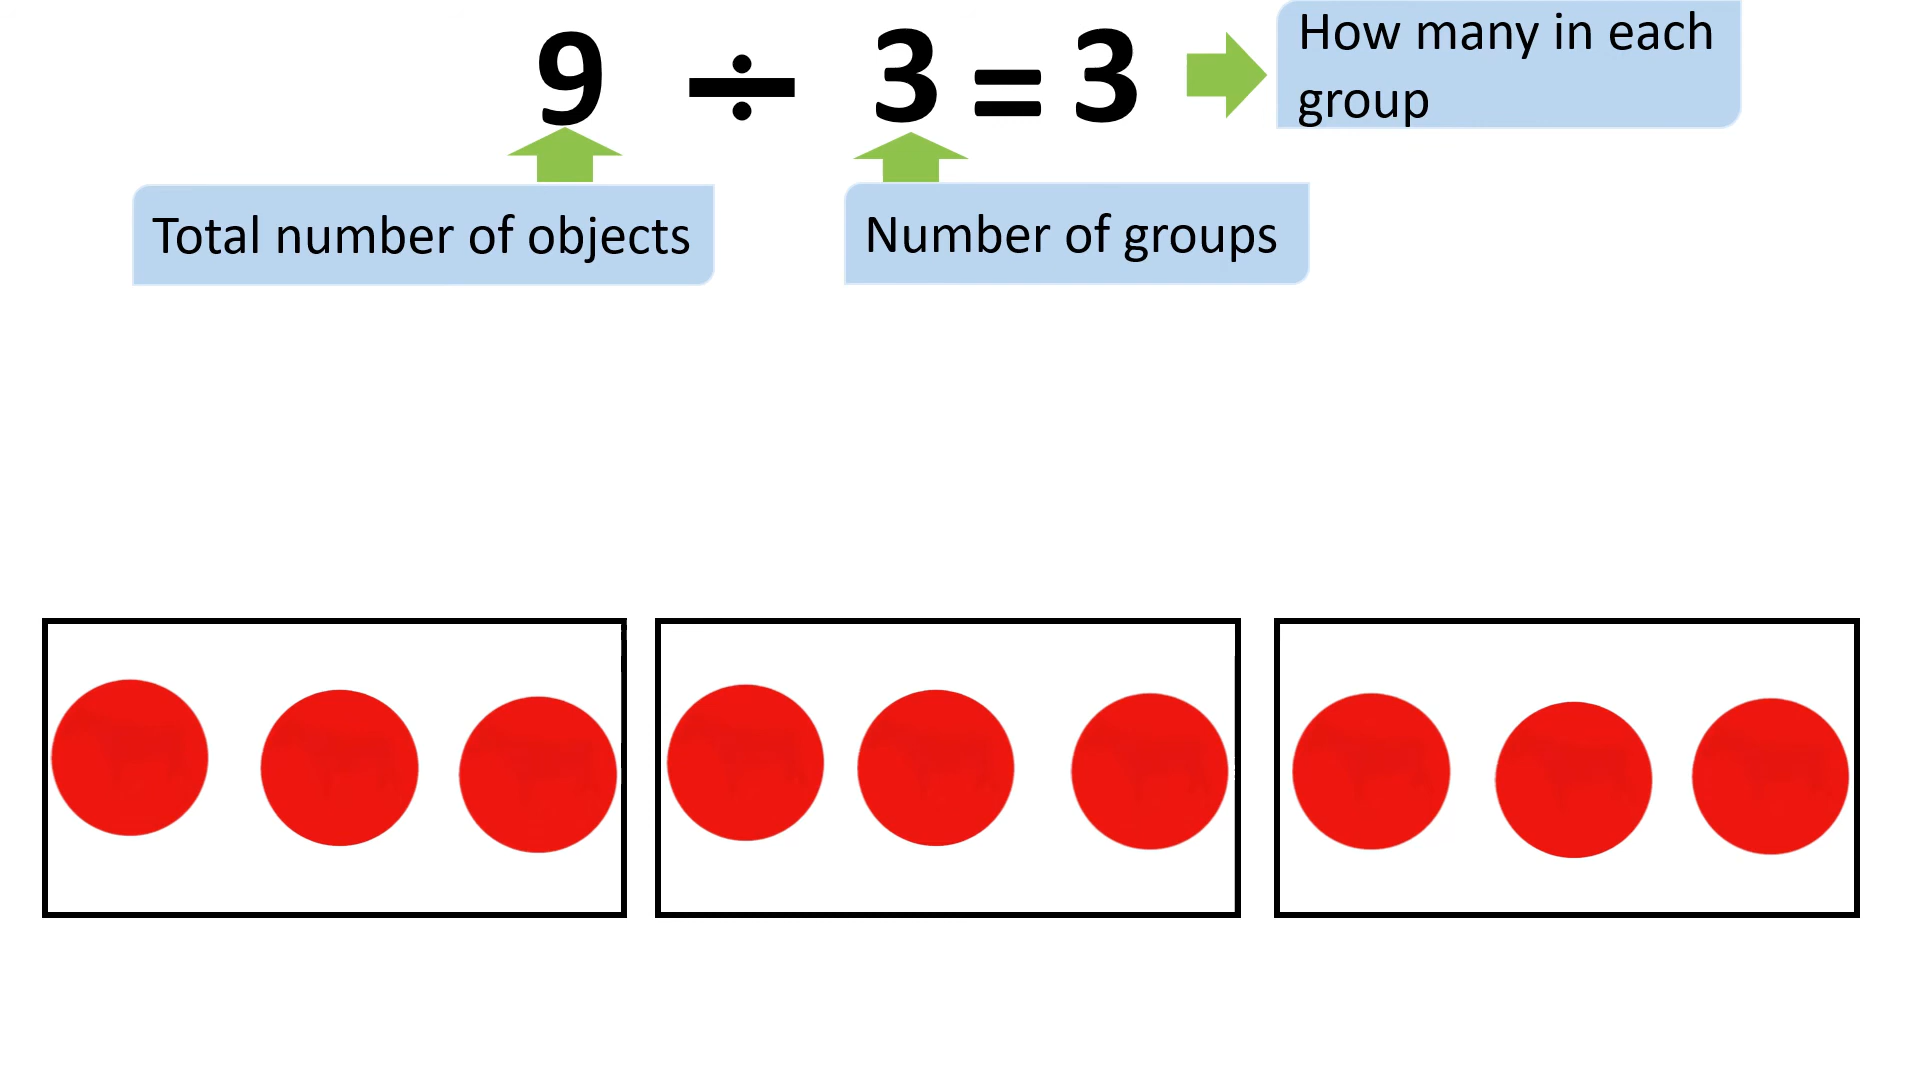 9 ÷ 3 = 3
How many in each
group
Total number of objects
Number of groups